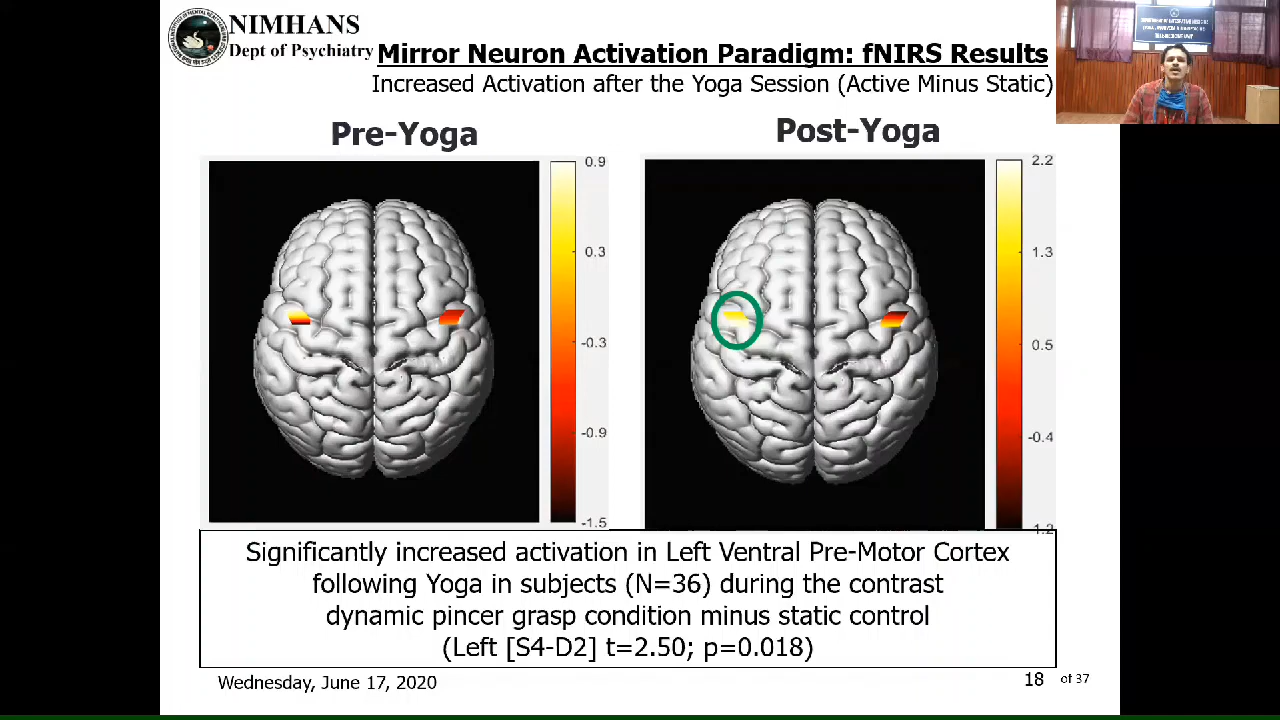 NIMHANS
Dept of Psychiatry
Mirror Neuron Activation Paradigm: fNIRS Results
Increased Activation after the Yoga Session (Active Minus Static)
Pre-Yoga
Post-Yoga
0.9
0.3
-0.3
-0.9
-1.5
2.2
1.3
0.5
-0.4
-1.2
Significantly increased activation in Left Ventral Pre-Motor Cortex
following Yoga in subjects (N=36) during the contrast
dynamic pincer grasp condition minus static control
(Left [S4-D2] t=2.50; p=0.018)
Wednesday, June 17, 2020
18 of 37
DEPARTMENT OF INTEGRATIVE MEDICINE